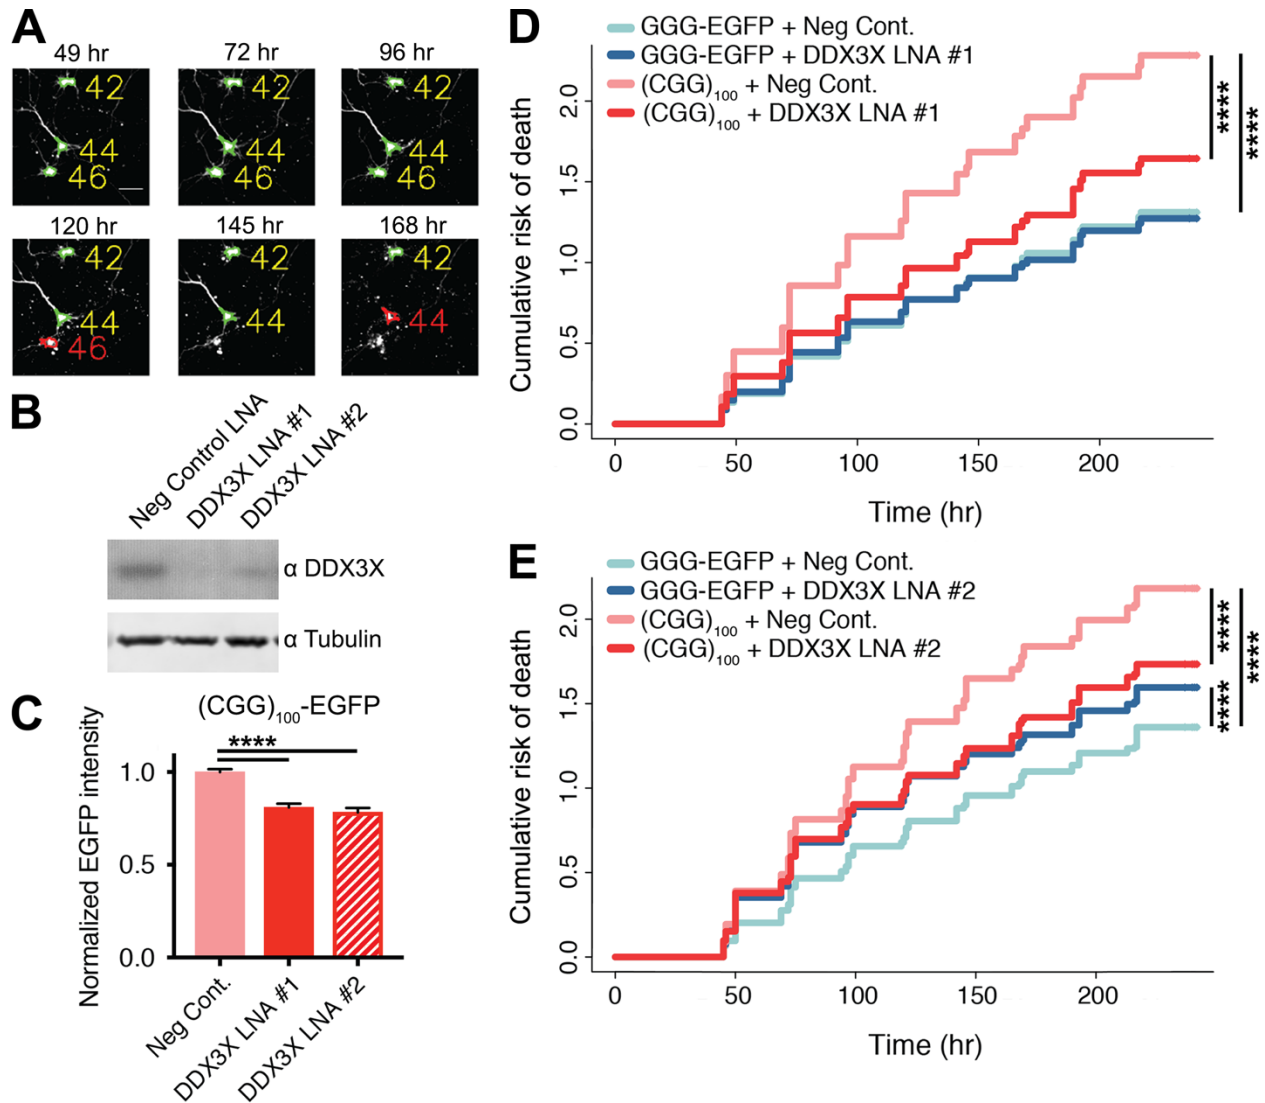 A
49 hr
72 hr
96 hr
42
44
46
42
44
46
42
44
46
120 hr
145 hr
168 hr
42
44
46
42
44
42
44
B
Neg Control LNA
DDX3X LNA #1
DDX3X LNA #2
α DDX3X
α Tubulin
C
(CGG)100-EGFP
****
Normalized EGFP intensity
1.0
0.5
0.0
Neg Cont.
DDX3X LNA #1
DDX3X LNA #2
D
GGG-EGFP + Neg Cont.
GGG-EGFP + DDX3X LNA #1
(CGG)100 + Neg Cont.
(CGG)100 + DDX3X LNA #1
Cumulative risk of death
2.0
1.5
1.0
0.5
0.0
****
****
0 50 100 150 200
Time (hr)
E
GGG-EGFP + Neg Cont.
GGG-EGFP + DDX3X LNA #2
(CGG)100 + Neg Cont.
(CGG)100 + DDX3X LNA #2
Cumulative risk of death
2.0
1.5
1.0
0.5
0.0
****
****
****
0 50 100 150 200
Time (hr)